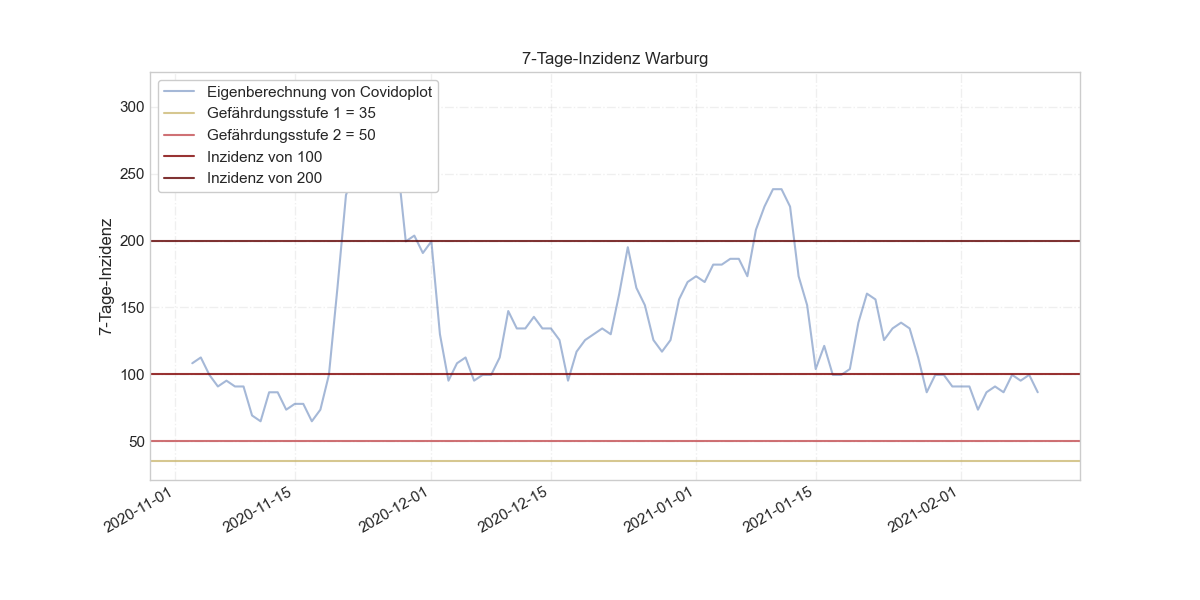 7-Tage-Inzidenz Warburg
Eigenberechnung von Covidoplot
Gefährdungsstufe 1 = 35
Gefährdungsstufe 2 = 50
Inzidenz von 100
Inzidenz von 200
7-Tage-Inzidenz
300
250
200
150
100
50
2020-11-01
2020-11-15
2020-12-01
2020-12-15
2021-01-01
2021-01-15
2021-02-01